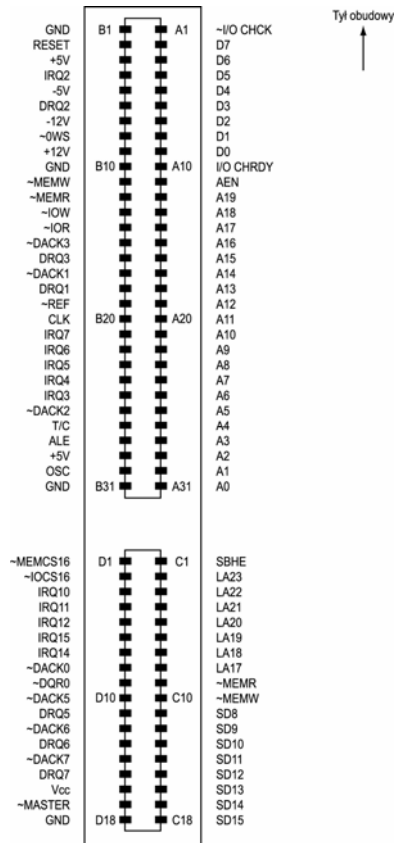 Tył obudowy
GND B1 A1 ~I/O CHCK
RESET D7
+5V D6
IRQ2 D5
-5V D4
DRQ2 D3
-12V D2
~0WS D1
+12V D0
GND B10 A10 I/O CHRDY
~MEMW AEN
~MEMR A19
~IOW A18
~IOR A17
~DACK3 A16
DRQ3 A15
~DACK1 A14
DRQ1 A13
~REF A12
CLK B20 A20 A11
IRQ7 A10
IRQ6 A9
IRQ5 A8
IRQ4 A7
IRQ3 A6
~DACK2 A5
T/C A4
ALE A3
+5V A2
OSC A1
GND B31 A31 A0
~MEMCS16 D1 C1 SBHE
~IOCS16 LA23
IRQ10 LA22
IRQ11 LA21
IRQ12 LA20
IRQ15 LA19
IRQ14 LA18
~DACK0 LA17
~DQR0 ~MEMR
~DACK5 D10 C10 ~MEMW
DRQ5 SD8
~DACK6 SD9
DRQ6 SD10
~DACK7 SD11
DRQ7 SD12
Vcc SD13
~MASTER SD14
GND D18 C18 SD15